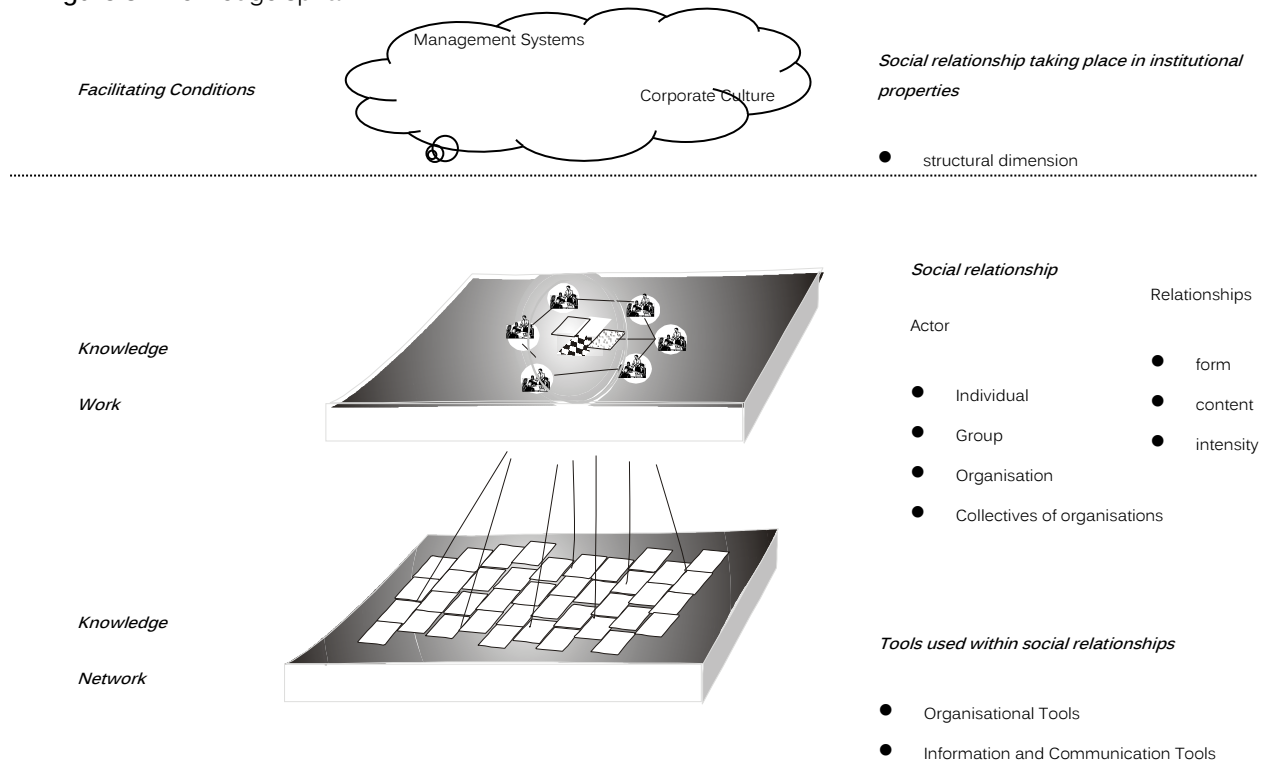 Management Systems
Corporate Culture
Facilitating Conditions
Social relationship taking place in institutional
properties
structural dimension
Knowledge
Work
Social relationship
Relationships
Actor
form
content
intensity
Individual
Group
Organisation
Collectives of organisations
Knowledge
Network
Tools used within social relationships
Organisational Tools
Information and Communication Tools